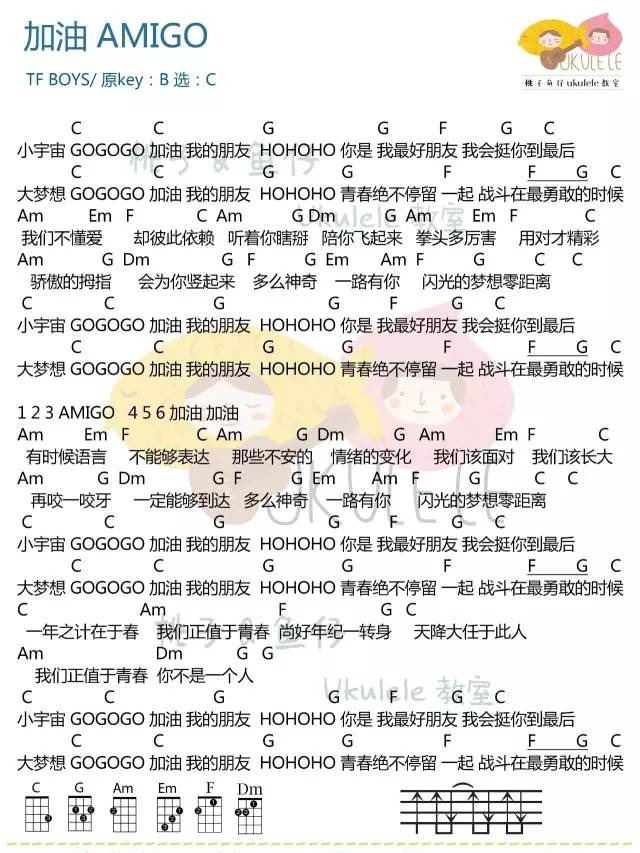 加油 AMIGO
TF BOYS/ 原key：B 选：C
UKULELE
桃子鱼仔ukulele教室
C C G G F G C
小宇宙 GOGOGO 加油 我的朋友 HOHOHO 你是 我最好朋友 我会挺你到最后
C C G G F F G C
大梦想 GOGOGO 加油 我的朋友 HOHOHO 青春绝不停留 一起 战斗在最勇敢的时候
Am Em F C Am G Dm G Am Em F C
我们不懂爱 却彼此依赖 听着你瞎掰 陪你飞起来 拳头多厉害 用对才精彩
Am G Dm G F G Em Am F G C C
骄傲的拇指 会为你竖起来 多么神奇 一路有你 闪光的梦想零距离
C C G G F G C
小宇宙 GOGOGO 加油 我的朋友 HOHOHO 你是 我最好朋友 我会挺你到最后
C C G G F F G C
大梦想 GOGOGO 加油 我的朋友 HOHOHO 青春绝不停留 一起 战斗在最勇敢的时候
1 2 3 AMIGO 4 5 6 加油 加油
Am Em F C Am G Dm G Am Em F C
有时候语言 不能够表达 那些不安的 情绪的变化 我们该面对 我们该长大
Am G Dm G F G Em Am F G C C
再咬一咬牙 一定能够到达 多么神奇 一路有你 闪光的梦想零距离
C C G G F G C
小宇宙 GOGOGO 加油 我的朋友 HOHOHO 你是 我最好朋友 我会挺你到最后
C C G G F F G C
大梦想 GOGOGO 加油 我的朋友 HOHOHO 青春绝不停留 一起 战斗在最勇敢的时候
C Am F G C
一年之计在于春 我们正值于青春 尚好年纪一转身 天降大任于此人
Am Dm G G
我们正值于青春 你不是一个人
C C G G F G C
小宇宙 GOGOGO 加油 我的朋友 HOHOHO 你是 我最好朋友 我会挺你到最后
C C G G F F G C
大梦想 GOGOGO 加油 我的朋友 HOHOHO 青春绝不停留 一起 战斗在最勇敢的时候
C G Am Em F Dm
桃子 & 鱼仔
Ukulele 教室
UKULELE
桃子 & 鱼仔
Ukulele 教室